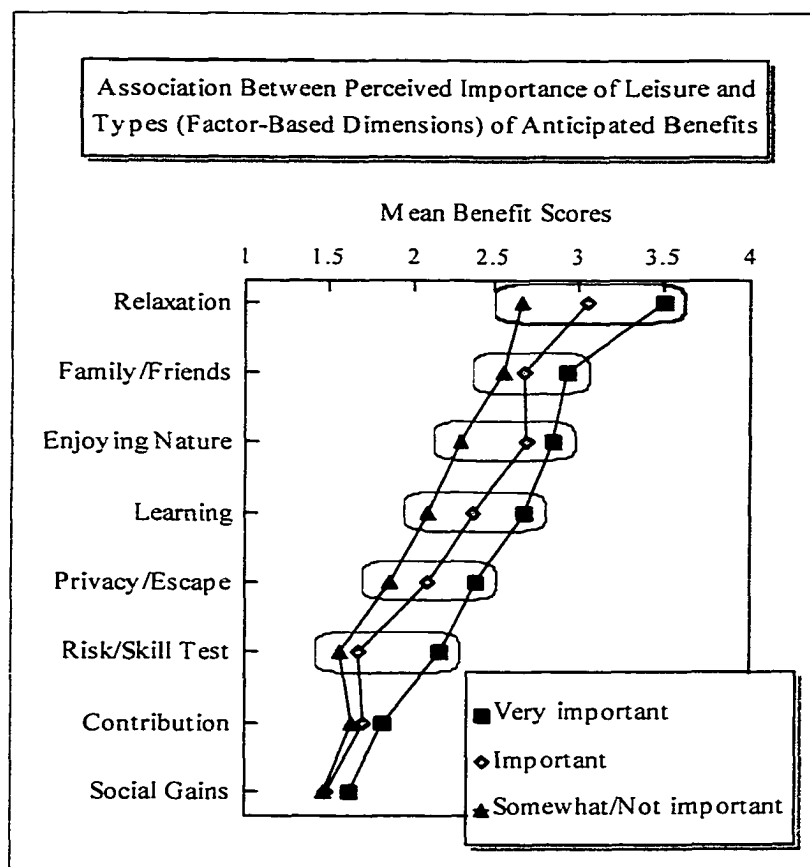 Association Between Perceived Importance of Leisure and
Types (Factor-Based Dimensions) of Anticipated Benefits
Mean Benefit Scores
1 1.5 2 2.5 3 3.5 4
Relaxation
Family/Friends
Enjoying Nature
Learning
Privacy/Escape
Risk/Skill Test
Contribution
Social Gains
Very important
Important
Somewhat/Not important